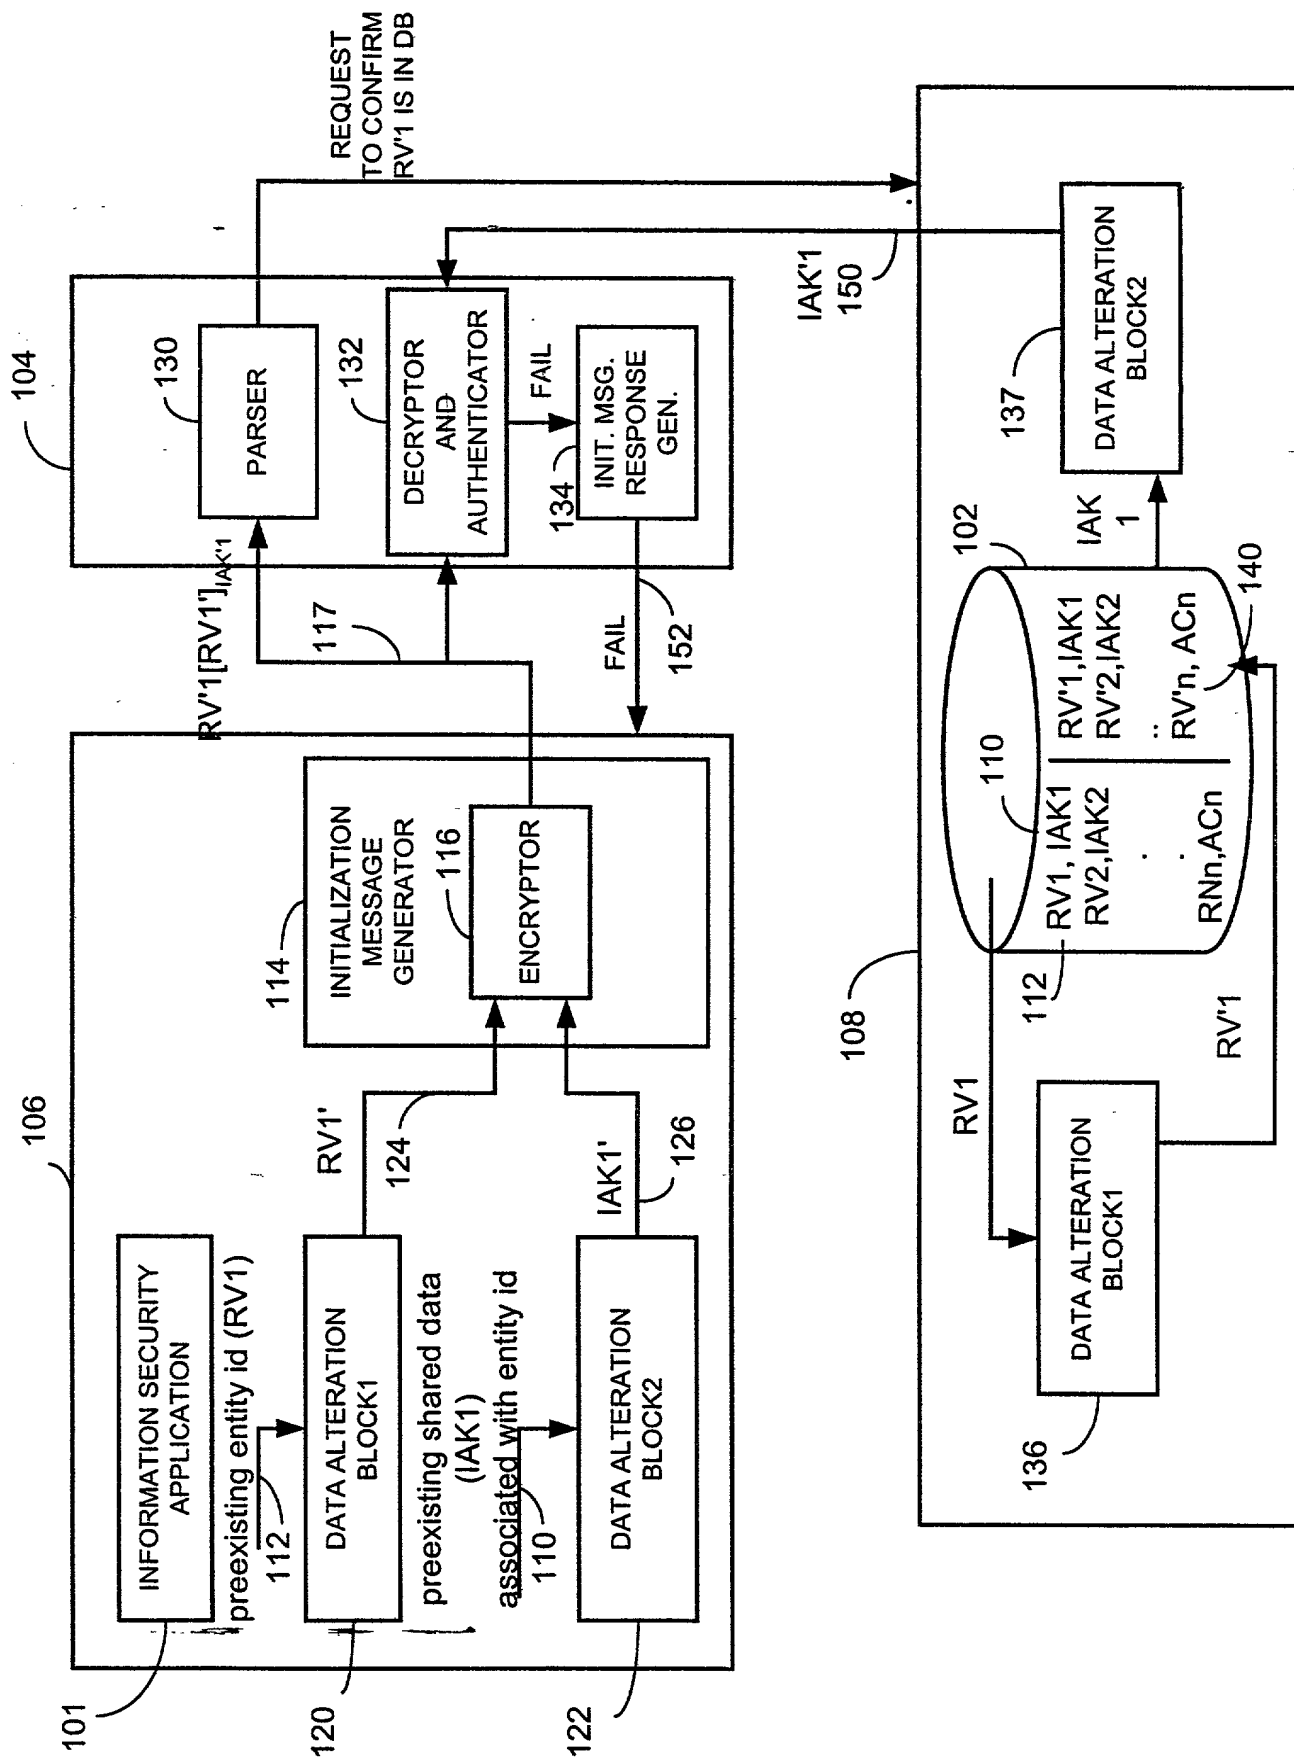 106
101
INFORMATION SECURITY
APPLICATION
preexisting entity id (RV1)
112
120
DATA ALTERATION
BLOCK1
preexisting shared data
(IAK1)
associated with entity id
110
122
DATA ALTERATION
BLOCK2
RV1'
124
IAK1'
126
114
INITIALIZATION
MESSAGE
GENERATOR
116
ENCRYPTOR
RV'1[RV1']IAK'1
117
FAIL
152
104
130
PARSER
132
DECRYPTOR
AND
AUTHENTICATOR
FAIL
134
INIT. MSG.
RESPONSE
GEN.
REQUEST
TO CONFIRM
RV'1 IS IN DB
IAK'1
150
108
136
DATA ALTERATION
BLOCK1
RV1
RV'1
112
110
RV1, IAK1
RV2,IAK2
.
.
RNn,ACn
RV'1,IAK1
RV'2,IAK2
..
RV'n, ACn
102
140
IAK
1
137
DATA ALTERATION
BLOCK2